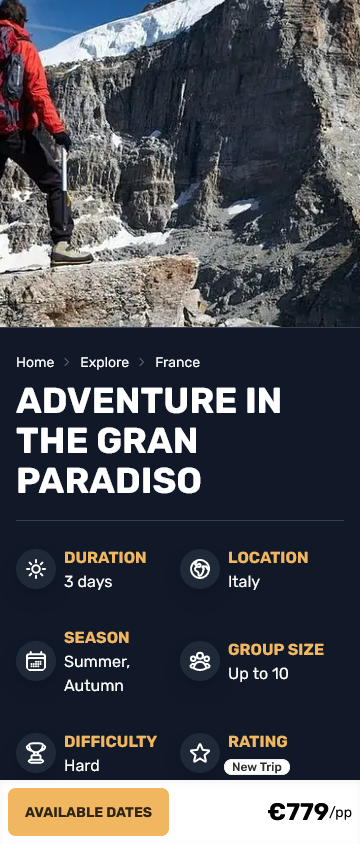 Home > Explore > France
ADVENTURE IN
THE GRAN
PARADISO
DURATION
3 days
LOCATION
Italy
SEASON
Summer,
Autumn
GROUP SIZE
Up to 10
DIFFICULTY
Hard
RATING
New Trip
AVAILABLE DATES
€779/pp